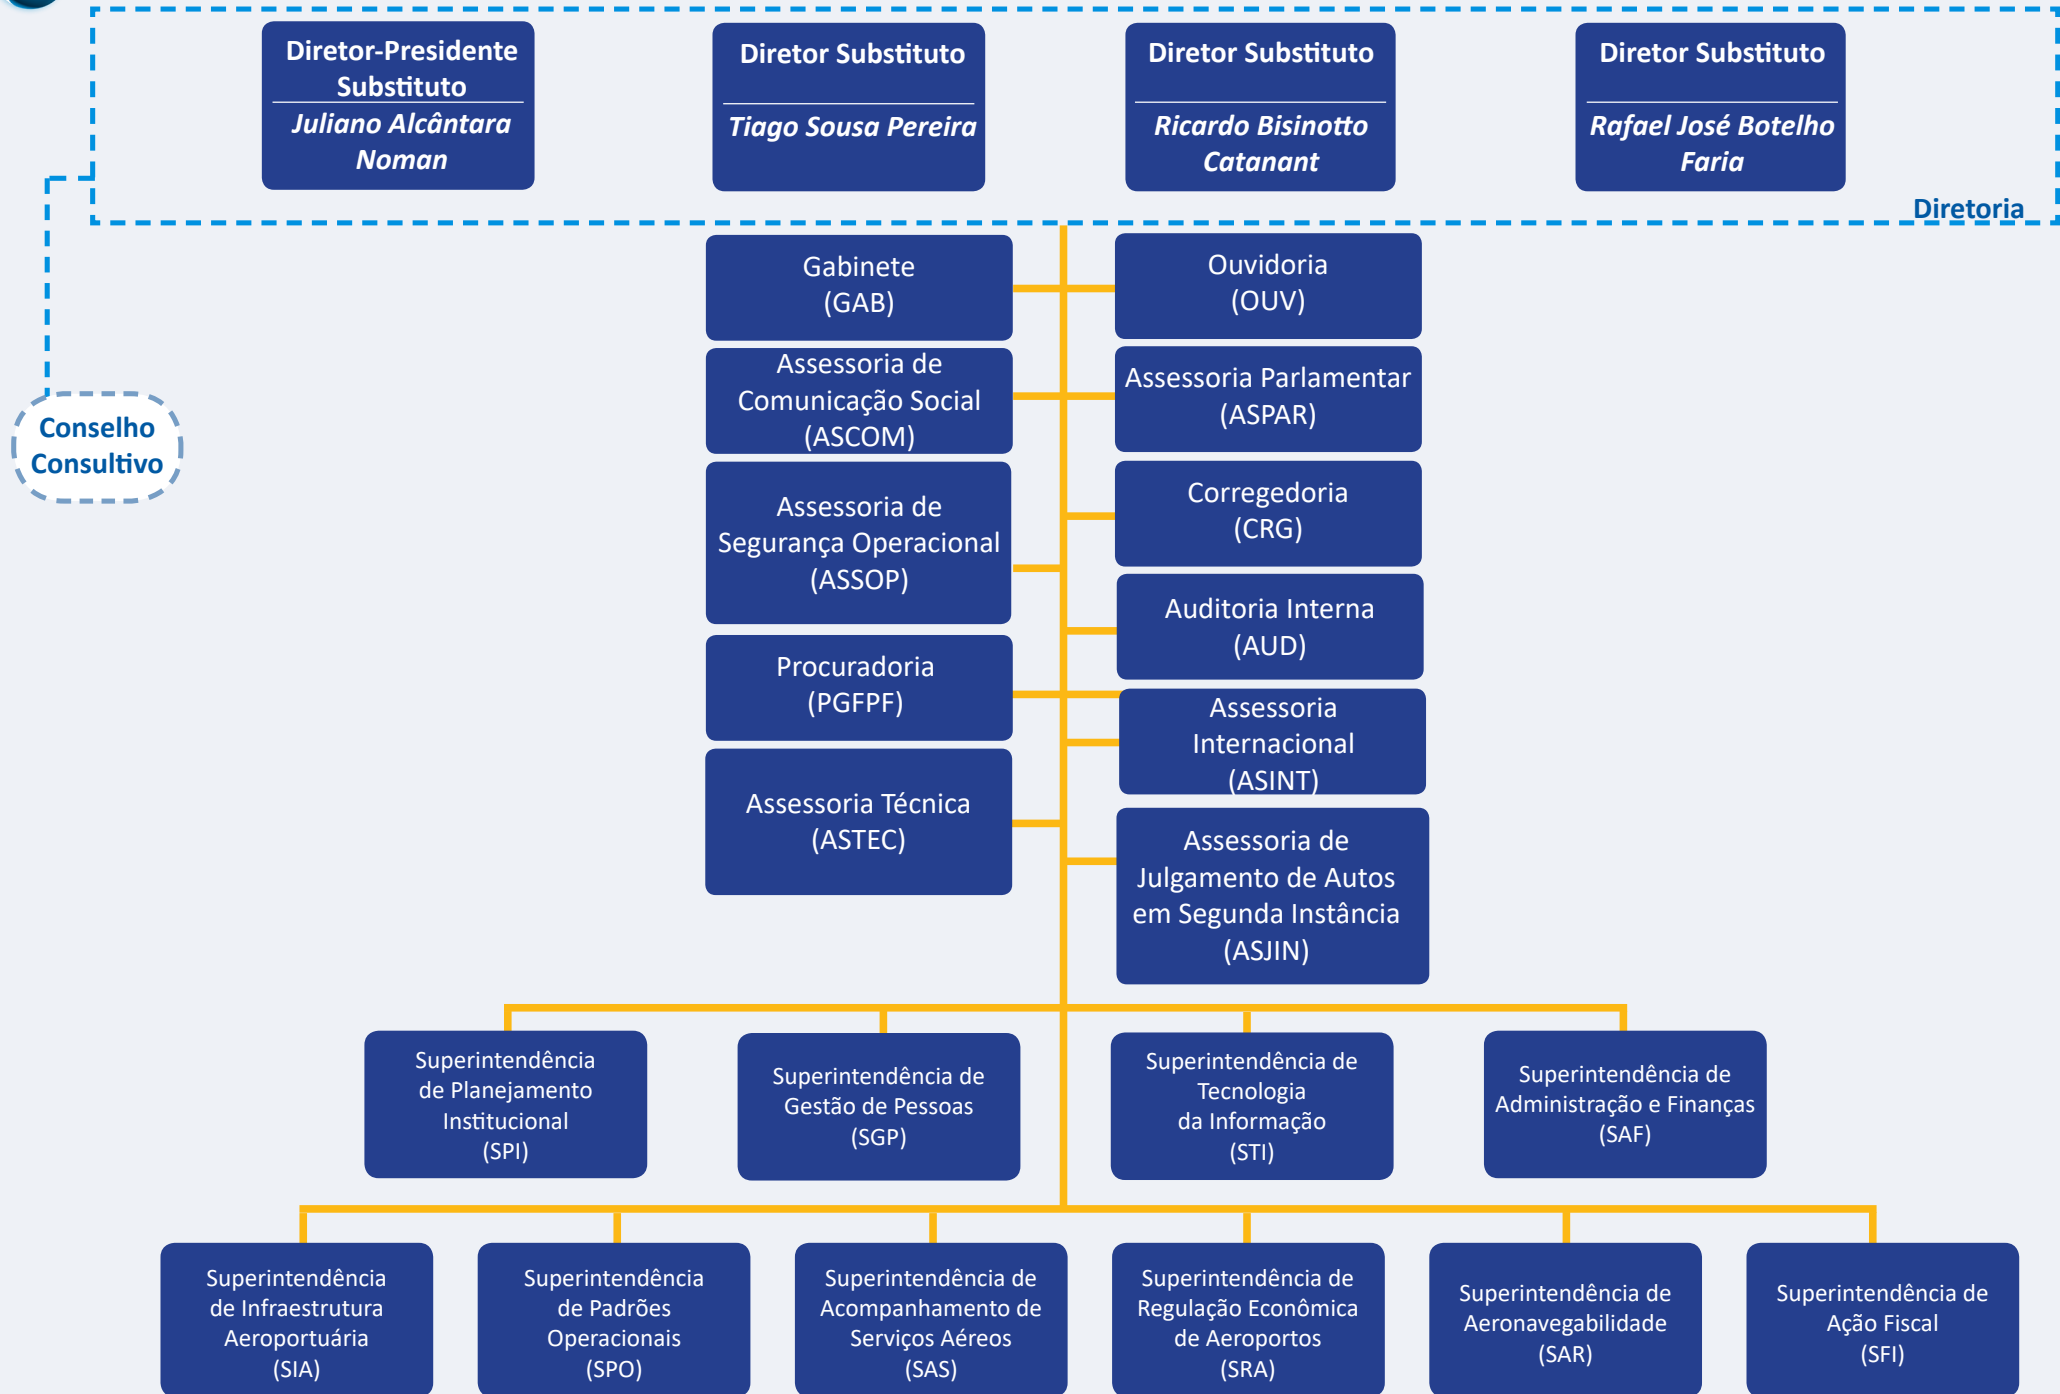 Diretor-Presidente
Substituto
Juliano Alcântara
Noman
Diretor Substituto
Tiago Sousa Pereira
Diretor Substituto
Ricardo Bisinotto
Catanant
Diretor Substituto
Rafael José Botelho
Faria
Diretoria
Conselho
Consultivo
Gabinete
(GAB)
Ouvidoria
(OUV)
Assessoria de
Comunicação Social
(ASCOM)
Assessoria Parlamentar
(ASPAR)
Assessoria de
Segurança Operacional
(ASSOP)
Corregedoria
(CRG)
Auditoria Interna
(AUD)
Procuradoria
(PGFPF)
Assessoria
Internacional
(ASINT)
Assessoria Técnica
(ASTEC)
Assessoria de
Julgamento de Autos
em Segunda Instância
(ASJIN)
Superintendência
de Planejamento
Institucional
(SPI)
Superintendência de
Gestão de Pessoas
(SGP)
Superintendência de
Tecnologia
da Informação
(STI)
Superintendência de
Administração e Finanças
(SAF)
Superintendência
de Infraestrutura
Aeroportuária
(SIA)
Superintendência
de Padrões
Operacionais
(SPO)
Superintendência de
Acompanhamento de
Serviços Aéreos
(SAS)
Superintendência de
Regulação Econômica
de Aeroportos
(SRA)
Superintendência de
Aeronavegabilidade
(SAR)
Superintendência de
Ação Fiscal
(SFI)